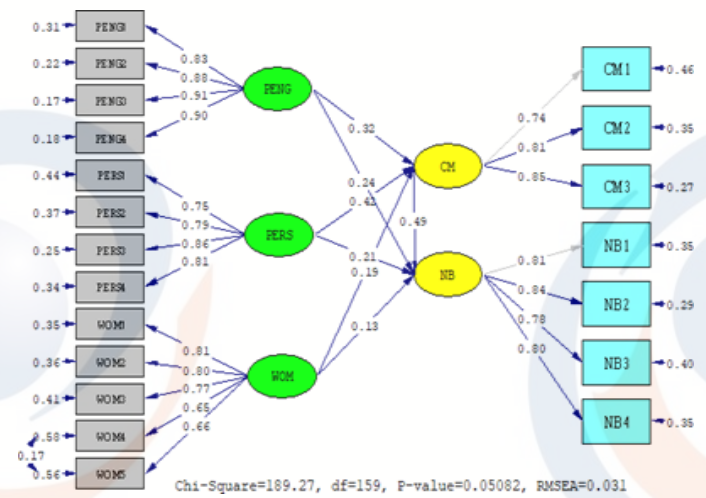 0.31 PENG1
0.22 PENG2
0.17 PENG3
0.18 PENG4
0.44 PERS1
0.37 PERS2
0.25 PERS3
0.34 PERS4
0.35 WOM1
0.36 WOM2
0.41 WOM3
0.58 WOM4
0.17
0.56 WOM5
0.83
0.88
0.91
0.90
0.75
0.79
0.86
0.81
0.81
0.80
0.77
0.65
0.66
PENG
PERS
WOM
0.32
0.24
0.42
0.21
0.19
0.13
0.49
CM
NB
0.74
0.81
0.85
0.81
0.84
0.78
0.80
CM1 0.46
CM2 0.35
CM3 0.27
NB1 0.35
NB2 0.29
NB3 0.40
NB4 0.35
Chi-Square=189.27, df=159, P-value=0.05082, RMSEA=0.031